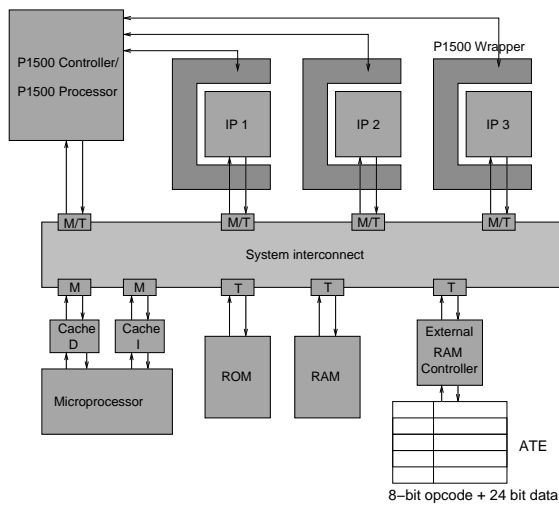 P1500 Controller/
P1500 Processor
P1500 Wrapper
IP 1
IP 2
IP 3
M/T
M/T
M/T
M/T
System interconnect
M
M
T
T
T
Cache
D
Cache
I
ROM
RAM
External
RAM
Controller
Microprocessor
ATE
8−bit opcode + 24 bit data